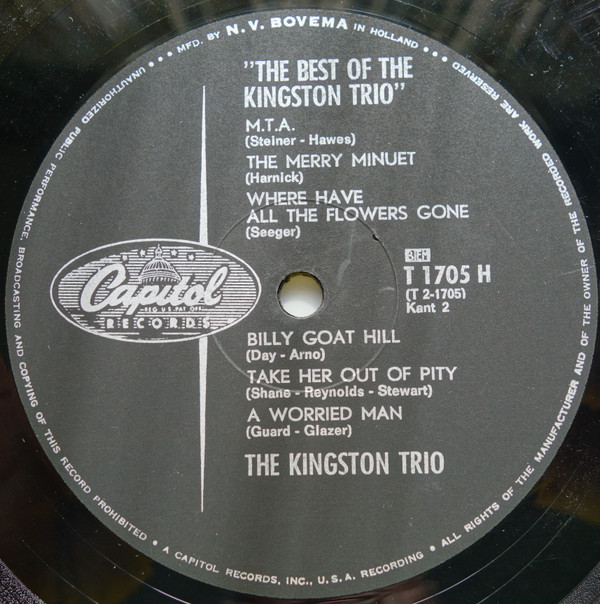 MFD. BY N. V. BOVEMA IN HOLLAND
"THE BEST OF THE
KINGSTON TRIO"
M.T.A.
(Steiner - Hawes)
THE MERRY MINUET
(Harnick)
WHERE HAVE
ALL THE FLOWERS GONE
(Seeger)
BIEM
T 1705 H
(T 2-1705)
Kant 2
Capitol
REG. U.S. PAT. OFF.
RECORDS
BILLY GOAT HILL
(Day - Arno)
TAKE HER OUT OF PITY
(Shane - Reynolds - Stewart)
A WORRIED MAN
(Guard - Glazer)
THE KINGSTON TRIO
UNAUTHORIZED PUBLIC PERFORMANCE, BROADCASTING AND COPYING OF THIS RECORD PROHIBITED • A CAPITOL RECORDS, INC., U.S.A. RECORDING • ALL RIGHTS OF THE MANUFACTURER AND OF THE OWNER OF THE RECORDED WORK ARE RESERVED